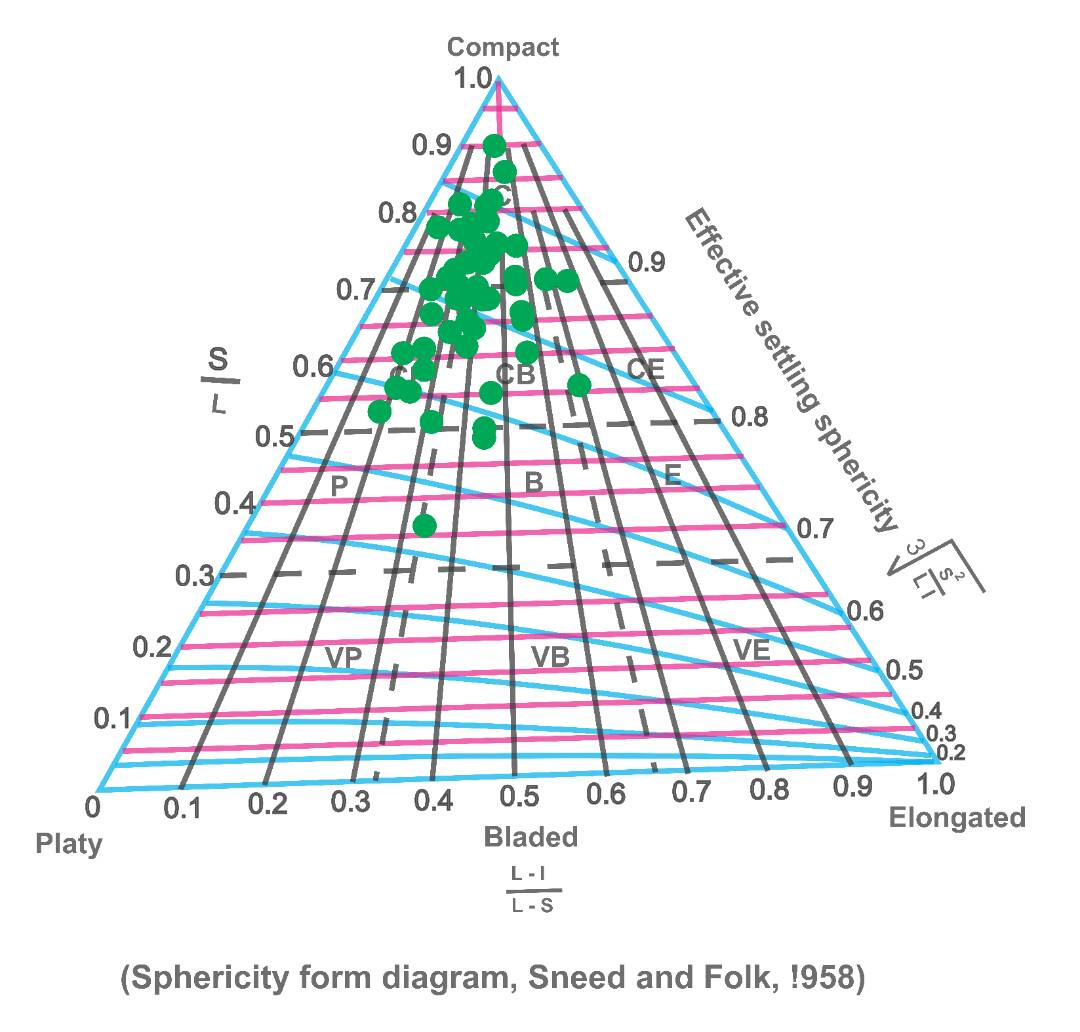 Compact
1.0
0.9
C
0.8
0.9
0.7
Effective settling sphericity
S
L
0.6
C
CB
CE
0.5
0.8
P
B
E
0.4
0.7
3√ S² LI
0.3
0.6
0.2
VP
VB
VE
0.5
0.4
0.1
0.3
0.2
0
0.1
0.2
0.3
0.4
0.5
0.6
0.7
0.8
0.9
1.0
Platy
Bladed
Elongated
L - I
L - S
(Sphericity form diagram, Sneed and Folk, !958)